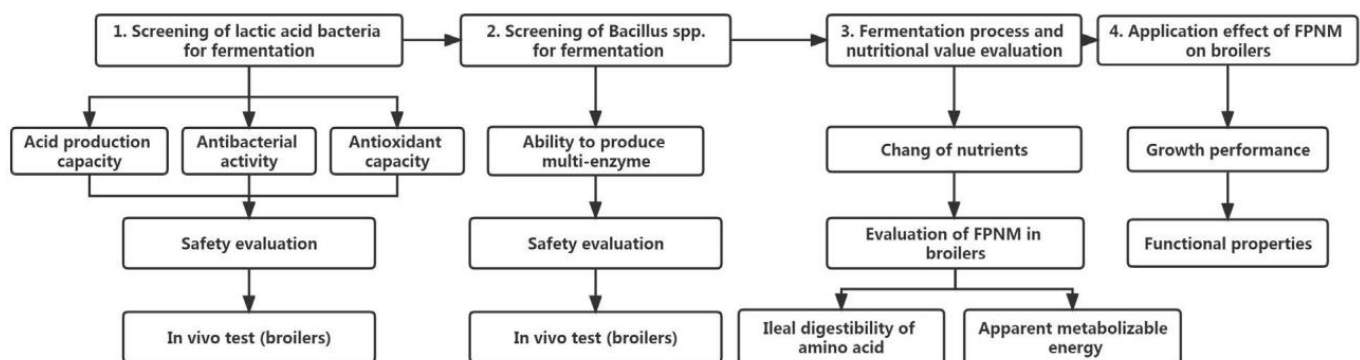 1. Screening of lactic acid bacteria
for fermentation
2. Screening of Bacillus spp.
for fermentation
3. Fermentation process and
nutritional value evaluation
4. Application effect of FPNM
on broilers
Acid production
capacity
Antibacterial
activity
Antioxidant
capacity
Ability to produce
multi-enzyme
Chang of nutrients
Growth performance
Safety evaluation
Safety evaluation
Evaluation of FPNM in
broilers
Functional properties
In vivo test (broilers)
In vivo test (broilers)
Ileal digestibility of
amino acid
Apparent metabolizable
energy